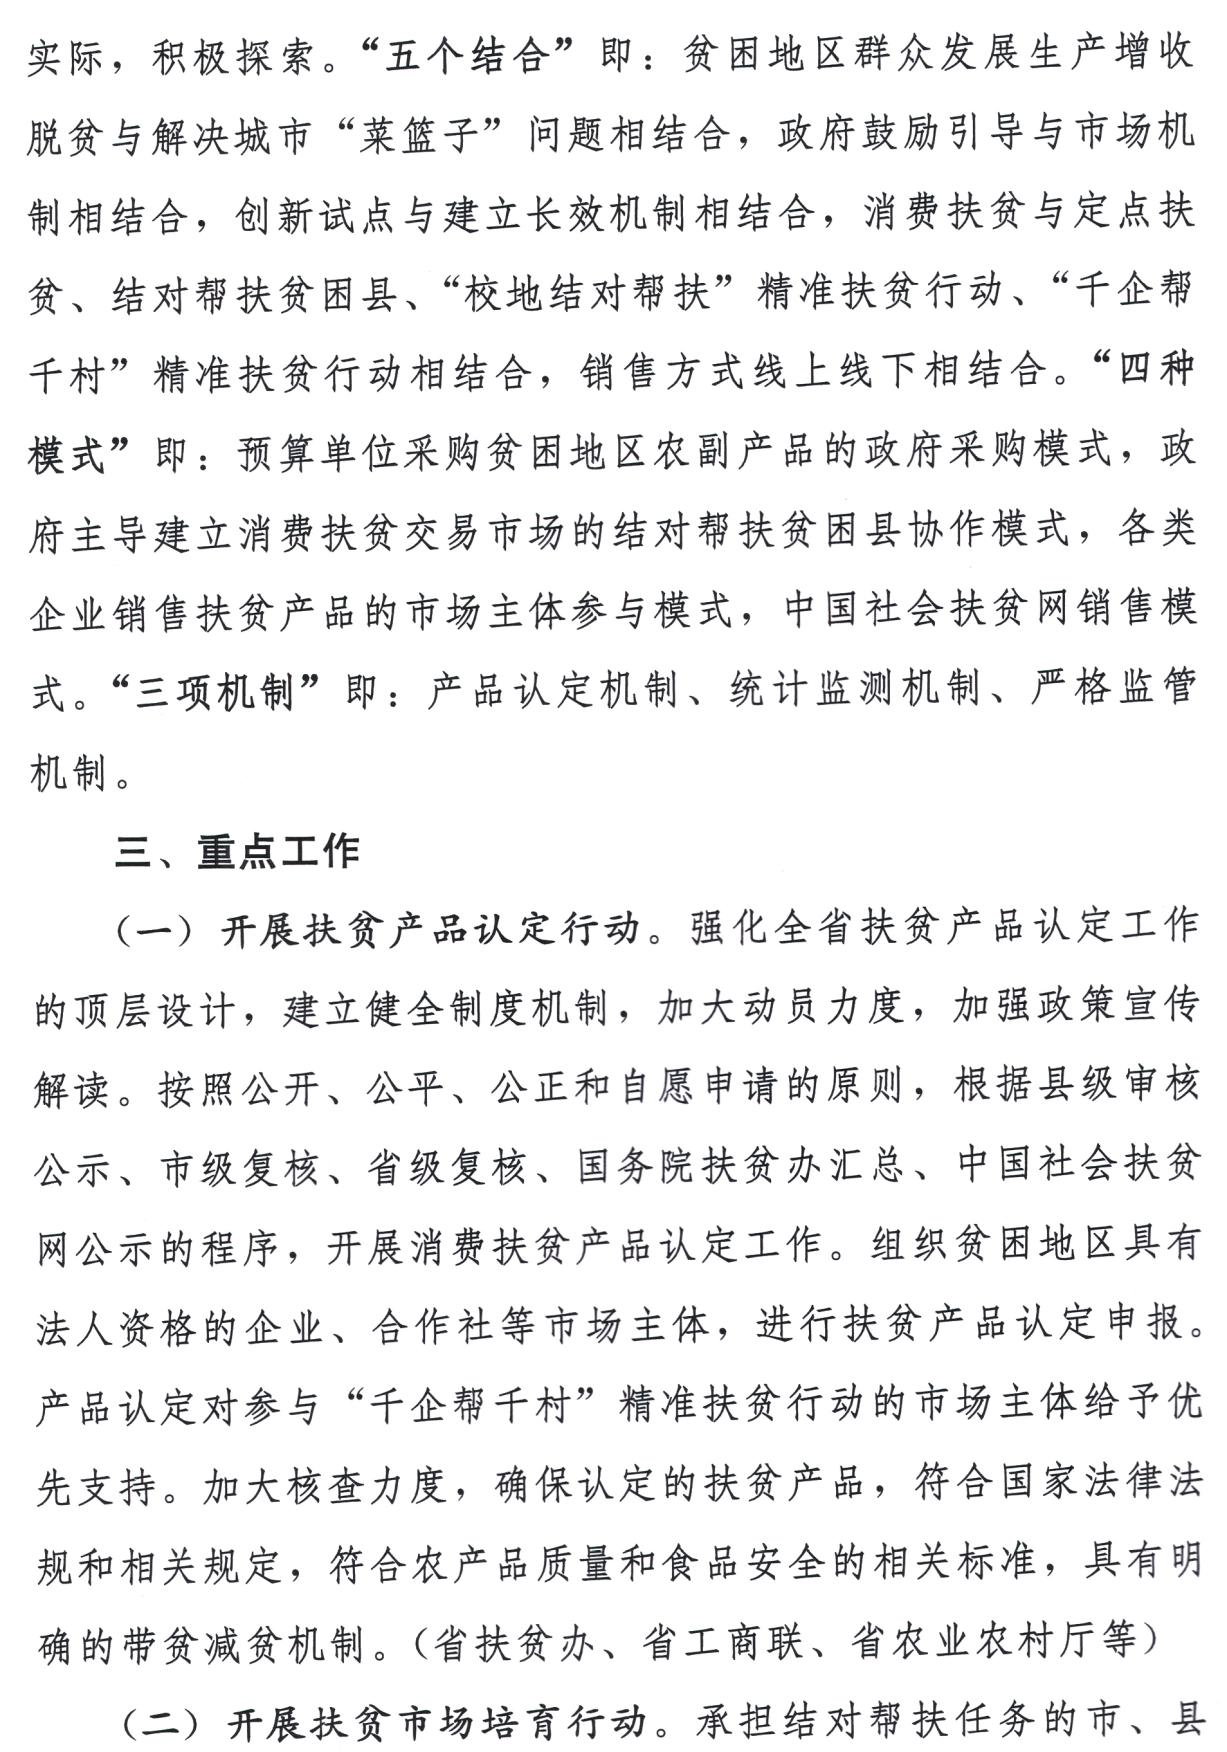 实际，积极探索。“五个结合”即：贫困地区群众发展生产增收
脱贫与解决城市“菜篮子”问题相结合，政府鼓励引导与市场机
制相结合，创新试点与建立长效机制相结合，消费扶贫与定点扶
贫、结对帮扶贫困县、“校地结对帮扶”精准扶贫行动、“千企帮
千村”精准扶贫行动相结合，销售方式线上线下相结合。“四种
模式”即：预算单位采购贫困地区农副产品的政府采购模式，政
府主导建立消费扶贫交易市场的结对帮扶贫困县协作模式，各类
企业销售扶贫产品的市场主体参与模式，中国社会扶贫网销售模
式。“三项机制”即：产品认定机制、统计监测机制、严格监管
机制。
三、重点工作
（一）开展扶贫产品认定行动。强化全省扶贫产品认定工作
的顶层设计，建立健全制度机制，加大动员力度，加强政策宣传
解读。按照公开、公平、公正和自愿申请的原则，根据县级审核
公示、市级复核、省级复核、国务院扶贫办汇总、中国社会扶贫
网公示的程序，开展消费扶贫产品认定工作。组织贫困地区具有
法人资格的企业、合作社等市场主体，进行扶贫产品认定申报。
产品认定对参与“千企帮千村”精准扶贫行动的市场主体给予优
先支持。加大核查力度，确保认定的扶贫产品，符合国家法律法
规和相关规定，符合农产品质量和食品安全的相关标准，具有明
确的带贫减贫机制。（省扶贫办、省工商联、省农业农村厅等）
（二）开展扶贫市场培育行动。承担结对帮扶任务的市、县